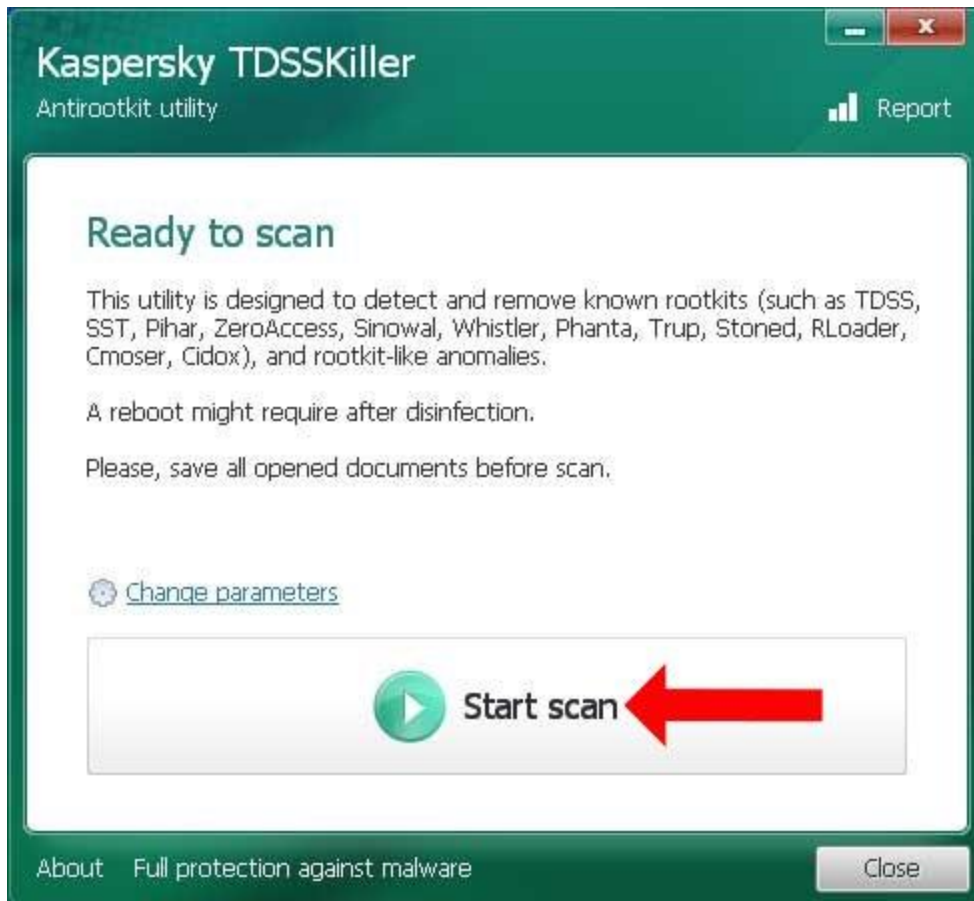 Kaspersky TDSSKiller
Antirootkit utility
Report
Ready to scan
This utility is designed to detect and remove known rootkits (such as TDSS,
SST, Pihar, ZeroAccess, Sinowal, Whistler, Phanta, Trup, Stoned, RLoader,
Cmoser, Cidox), and rootkit-like anomalies.
A reboot might require after disinfection.
Please, save all opened documents before scan.
Change parameters
Start scan
About
Full protection against malware
Close